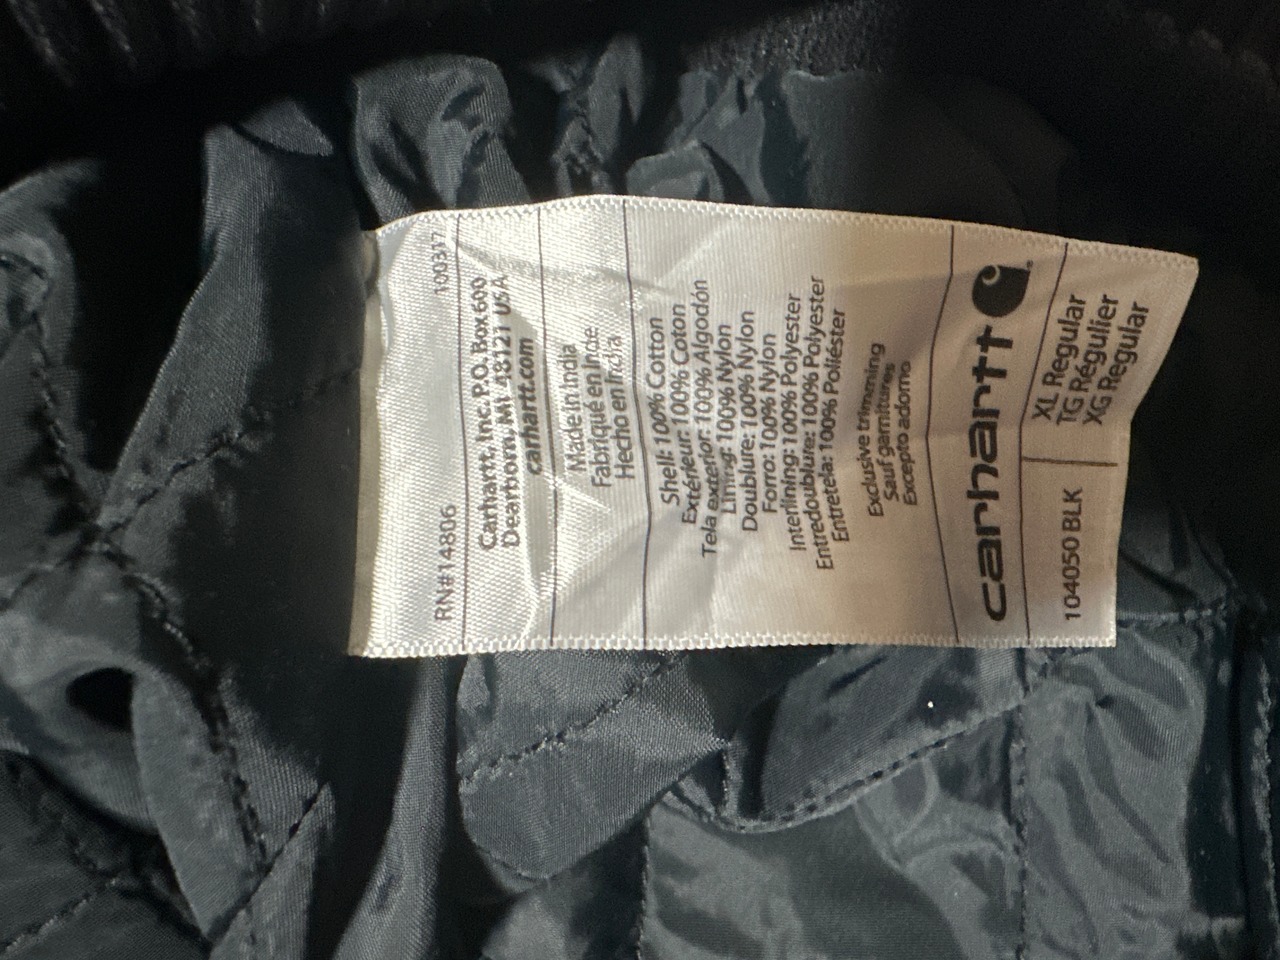 RN#14806 100317
Carhartt, Inc. P.O. Box 600
Dearborn, MI 48121 USA
carhartt.com
Made in India
Fabriqué en Inde
Hecho en India
Shell: 100% Cotton
Extérieur: 100% Coton
Tela exterior: 100% Algodón
Lining: 100% Nylon
Doublure: 100% Nylon
Forro: 100% Nylon
Interlining: 100% Polyester
Entredoublure: 100% Polyester
Entretela: 100% Poliéster
Exclusive trimming
Sauf garnitures
Excepto adorno
carhartt
104050 BLK
XL Regular
TG Régulier
XG Regular